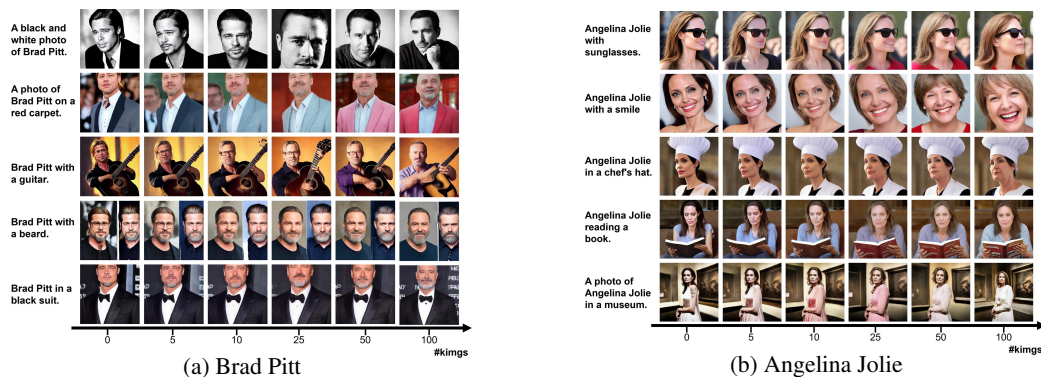 A black and
white photo
of Brad Pitt.
A photo of
Brad Pitt on a
red carpet.
Brad Pitt with
a guitar.
Brad Pitt with
a beard.
Brad Pitt in a
black suit.
0 5 10 25 50 100
#kimgs
(a) Brad Pitt
Angelina Jolie
with
sunglasses.
Angelina Jolie
with a smile
Angelina Jolie
in a chef's hat.
Angelina Jolie
reading a
book.
A photo of
Angelina Jolie
in a museum.
0 5 10 25 50 100
#kimgs
(b) Angelina Jolie